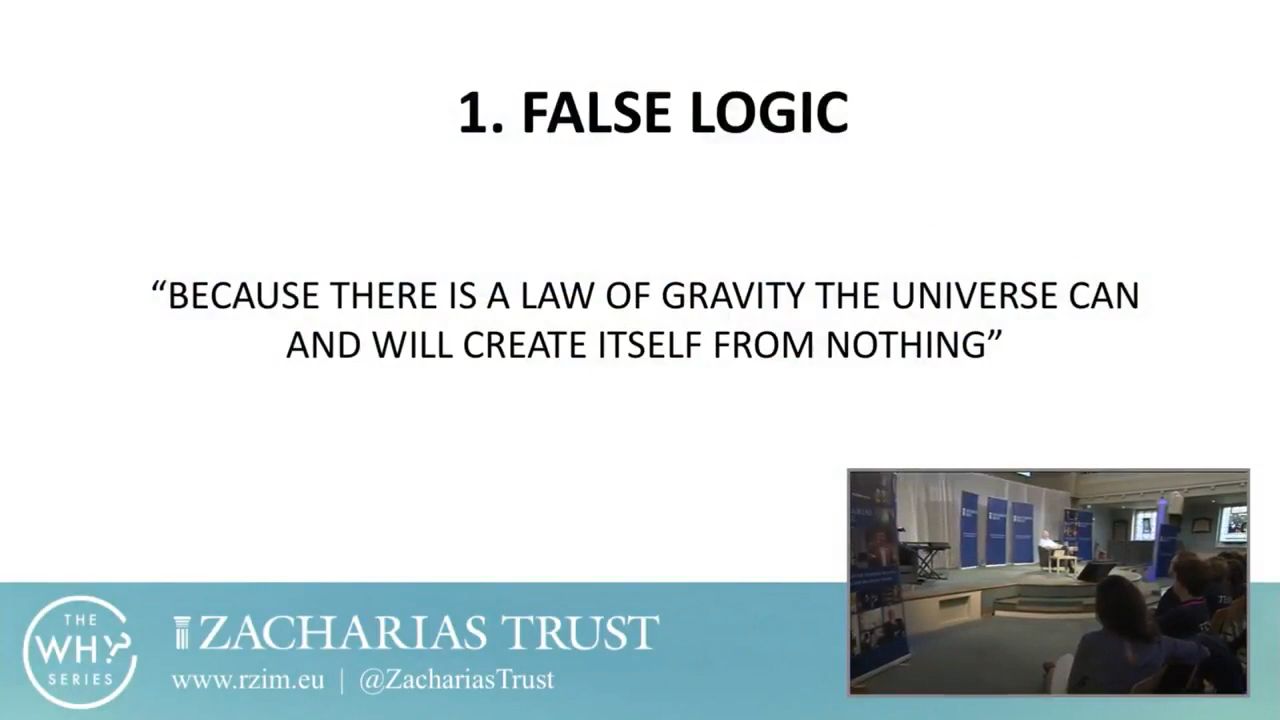 1. FALSE LOGIC
“BECAUSE THERE IS A LAW OF GRAVITY THE UNIVERSE CAN
AND WILL CREATE ITSELF FROM NOTHING”
THE
WHY?
SERIES
ZACHARIAS TRUST
www.rzim.eu | @ZachariasTrust